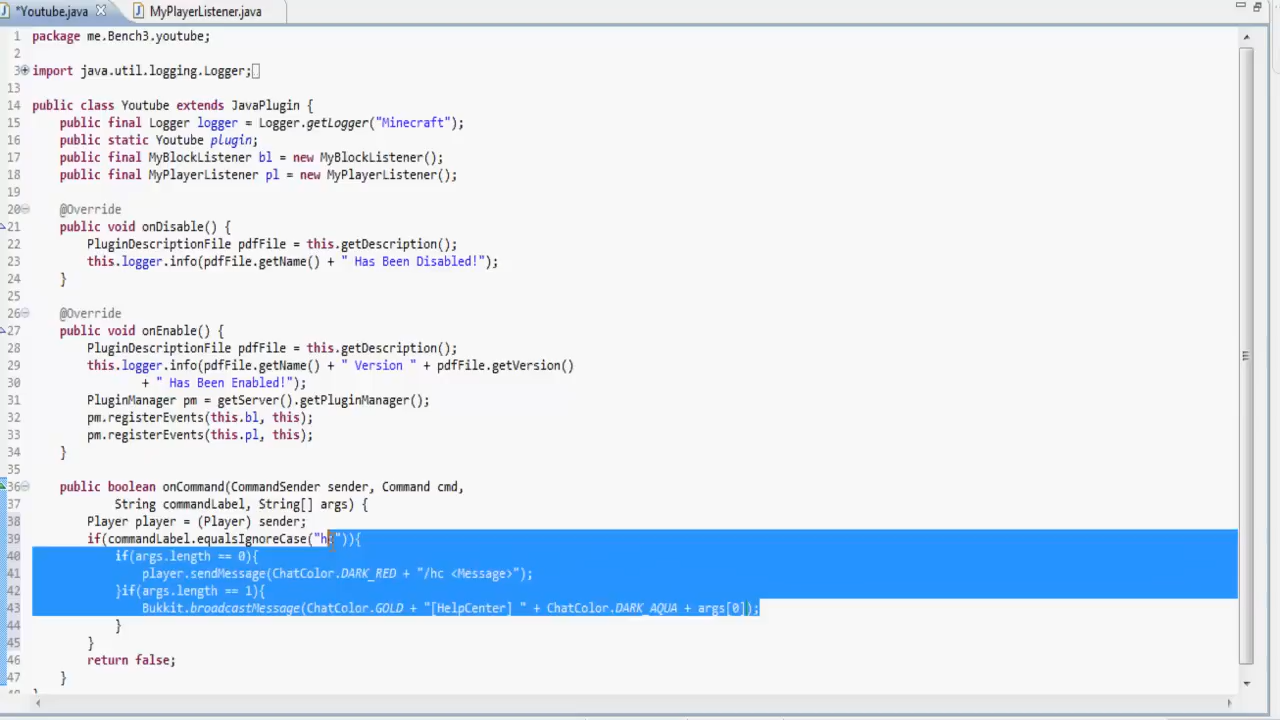 *Youtube.java MyPlayerListener.java
1 package me.Bench3.youtube;
2
3 import java.util.logging.Logger;
13
14 public class Youtube extends JavaPlugin {
15 public final Logger logger = Logger.getLogger("Minecraft");
16 public static Youtube plugin;
17 public final MyBlockListener bl = new MyBlockListener();
18 public final MyPlayerListener pl = new MyPlayerListener();
19
20 @Override
21 public void onDisable() {
22 PluginDescriptionFile pdfFile = this.getDescription();
23 this.logger.info(pdfFile.getName() + " Has Been Disabled!");
24 }
25
26 @Override
27 public void onEnable() {
28 PluginDescriptionFile pdfFile = this.getDescription();
29 this.logger.info(pdfFile.getName() + " Version " + pdfFile.getVersion()
30 + " Has Been Enabled!");
31 PluginManager pm = getServer().getPluginManager();
32 pm.registerEvents(this.bl, this);
33 pm.registerEvents(this.pl, this);
34 }
35
36 public boolean onCommand(CommandSender sender, Command cmd,
37 String commandLabel, String[] args) {
38 Player player = (Player) sender;
39 if(commandLabel.equalsIgnoreCase("hc")){
40 if(args.length == 0){
41 player.sendMessage(ChatColor.DARK_RED + "/hc <Message>");
42 }if(args.length == 1){
43 Bukkit.broadcastMessage(ChatColor.GOLD + "[HelpCenter] " + ChatColor.DARK_AQUA + args[0]);
44 }
45 }
46 return false;
47 }